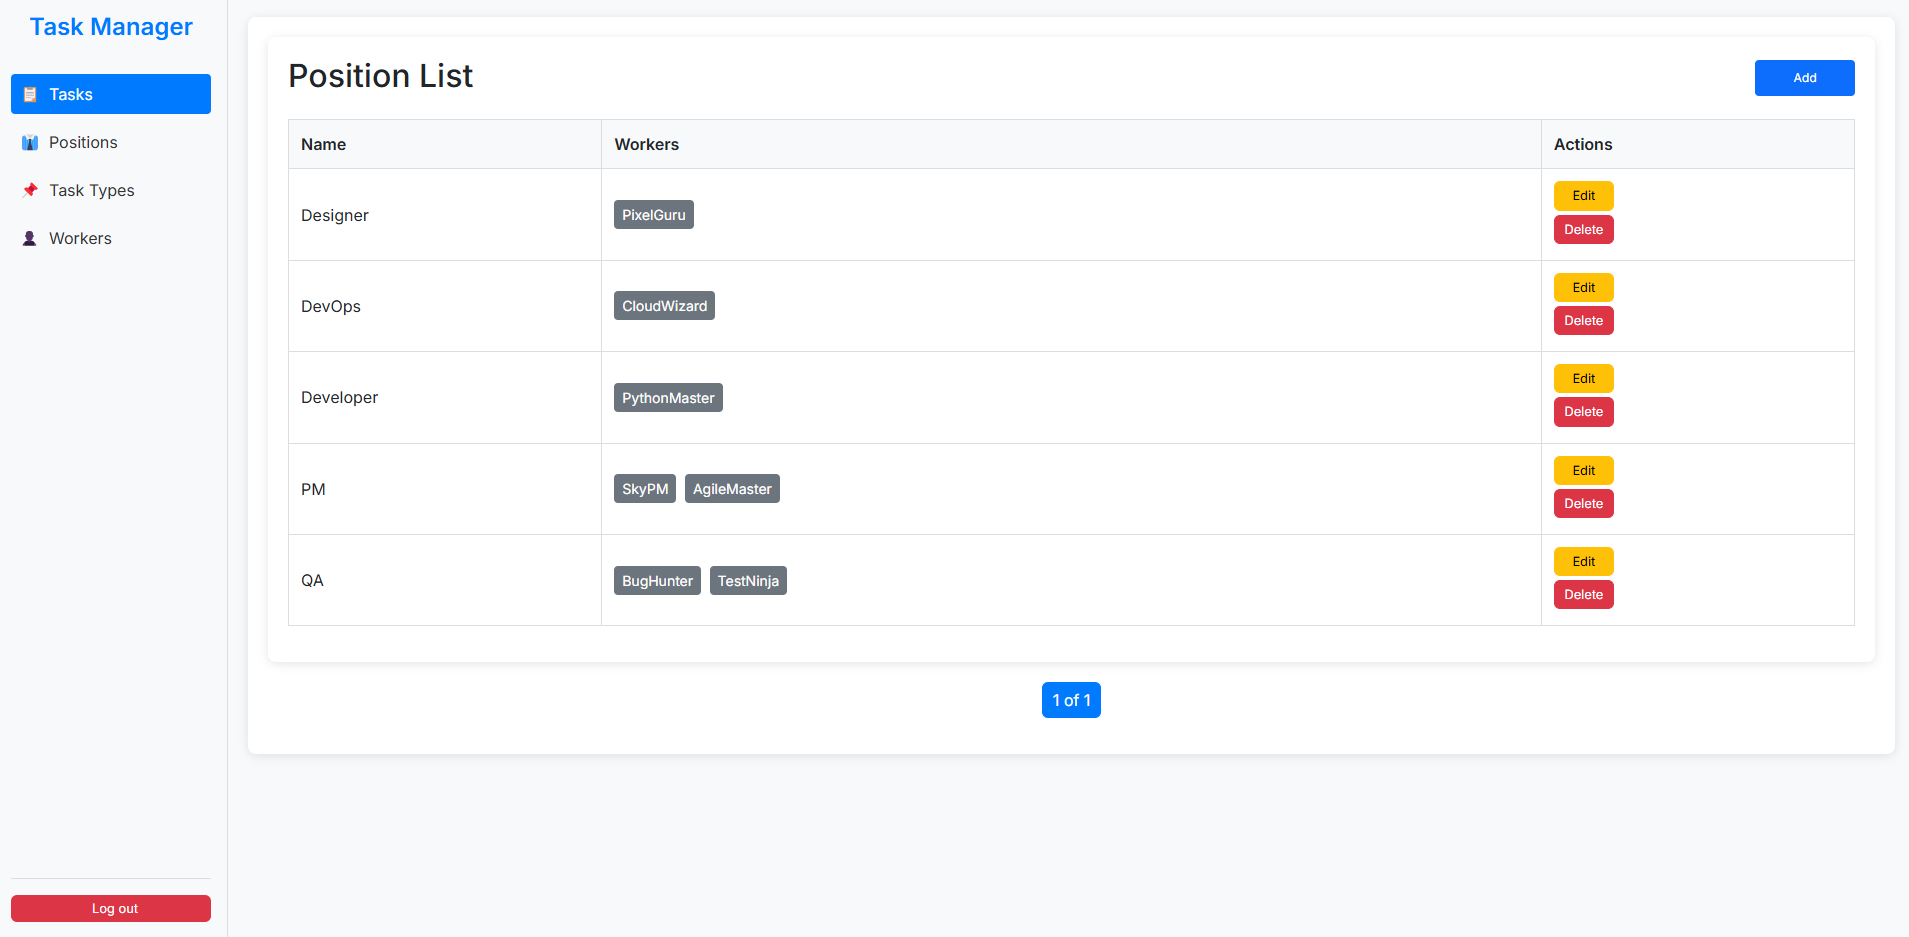 Task Manager
Tasks
Positions
Task Types
Workers
Log out
Position List
Add
Name Workers Actions
Designer PixelGuru Edit
Delete
DevOps CloudWizard Edit
Delete
Developer PythonMaster Edit
Delete
PM SkyPM AgileMaster Edit
Delete
QA BugHunter TestNinja Edit
Delete
1 of 1